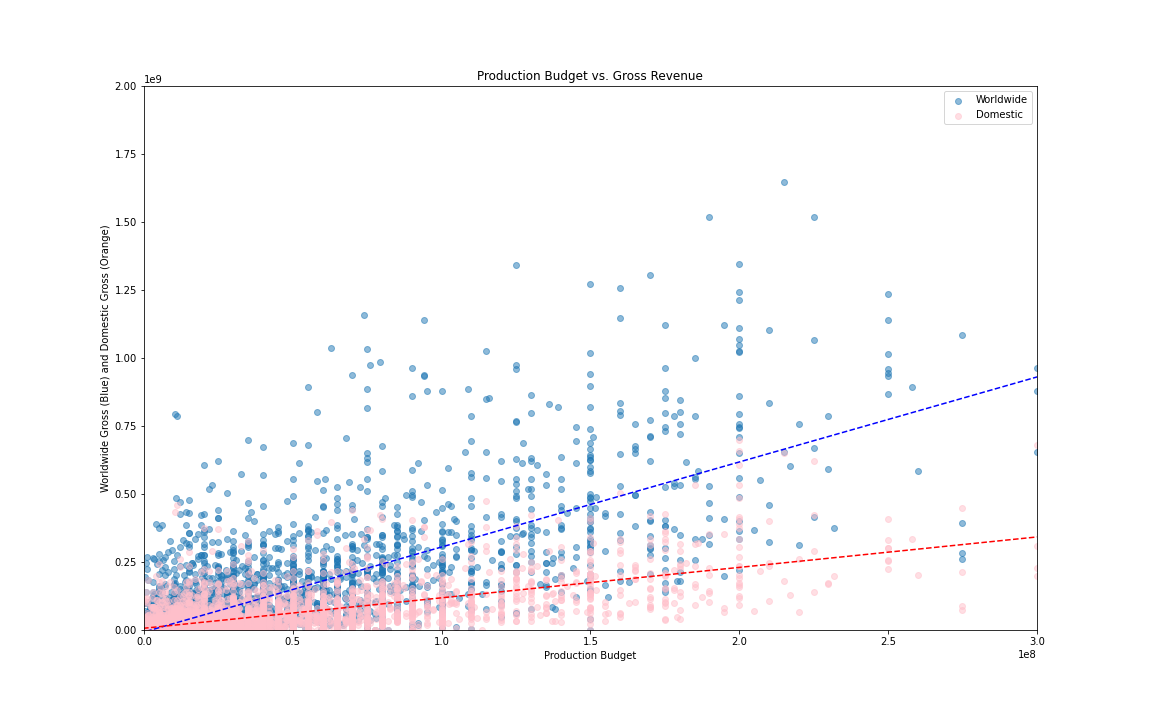 Production Budget vs. Gross Revenue
1e9
2.00
1.75
1.50
1.25
1.00
0.75
0.50
0.25
0.00
Worldwide Gross (Blue) and Domestic Gross (Orange)
Worldwide
Domestic
0.0 0.5 1.0 1.5 2.0 2.5 3.0
1e8
Production Budget